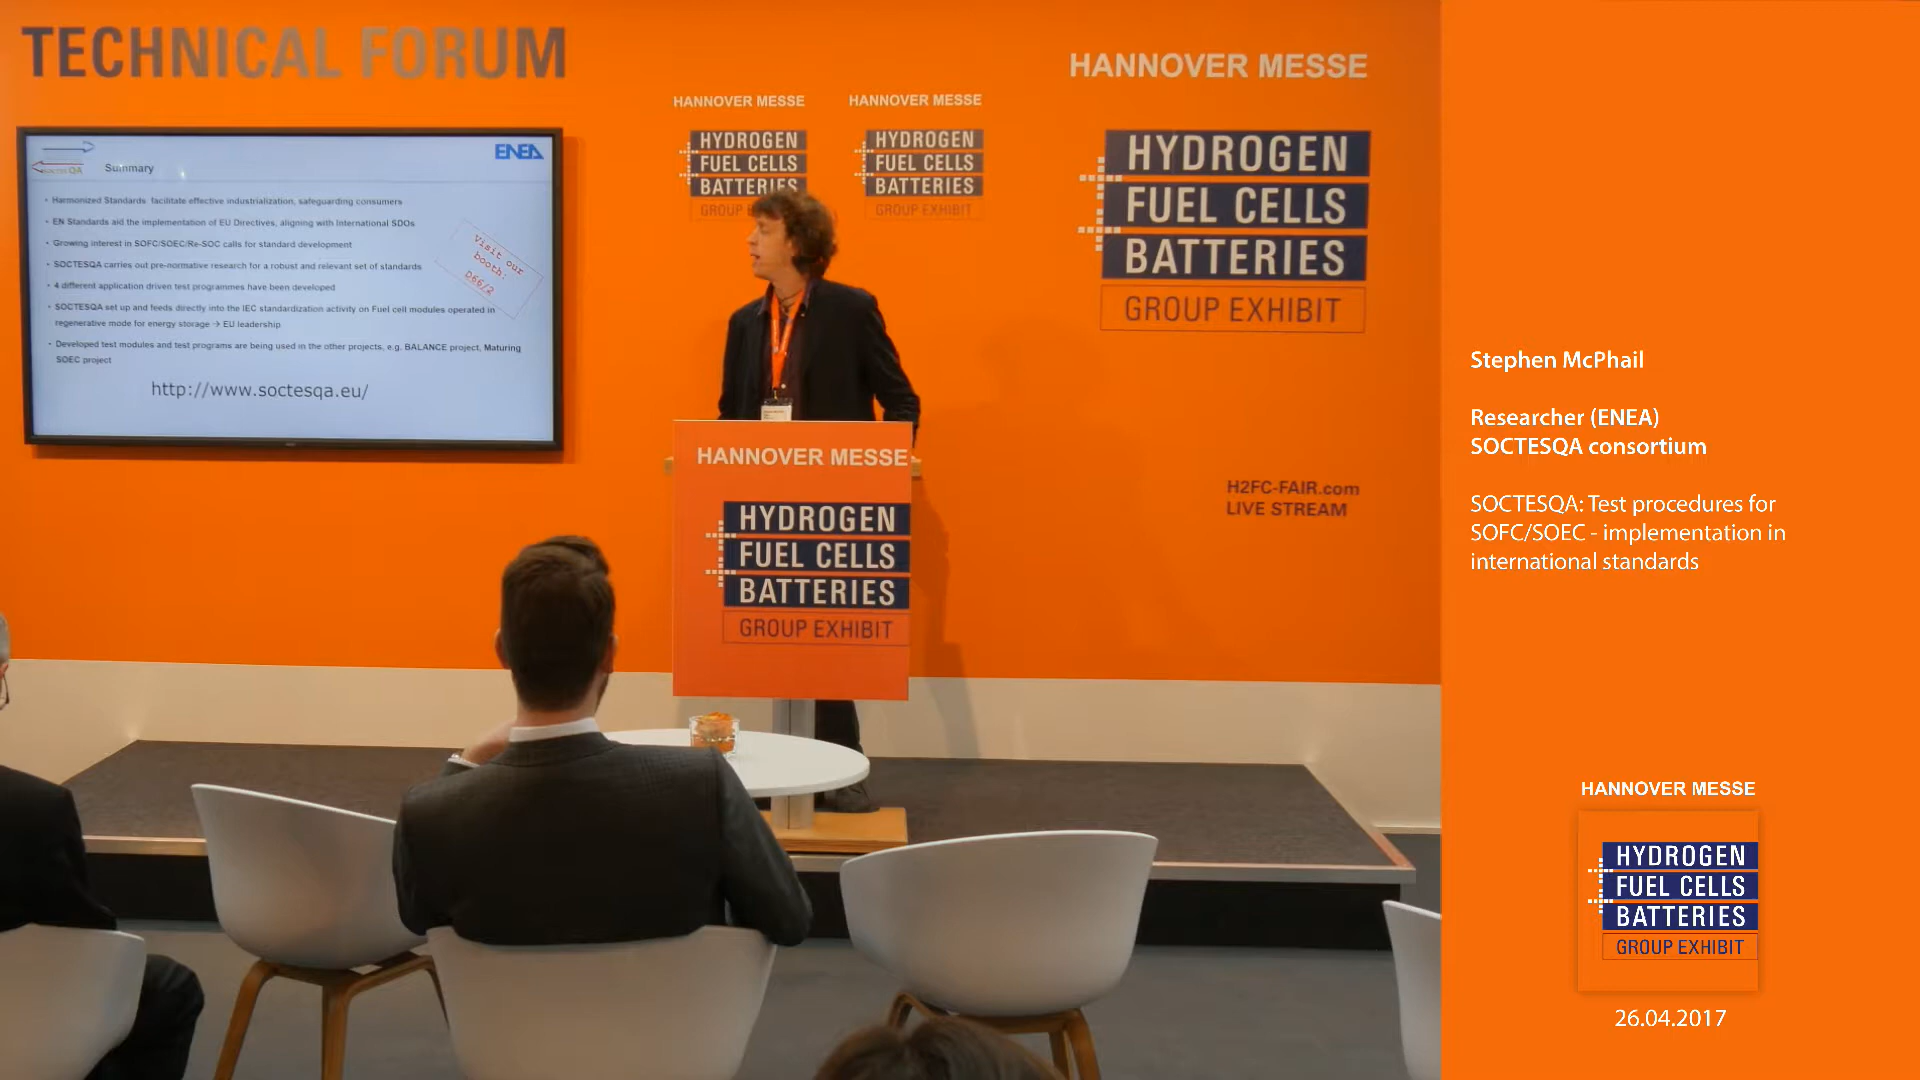 TECHNICAL FORUM
SOCTESQA
Summary
ENEA
• Harmonized Standards facilitate effective industrialization, safeguarding consumers
• EN Standards aid the implementation of EU Directives, aligning with International SDOs
• Growing interest in SOFC/SOEC/Re-SOC calls for standard development
• SOCTESQA carries out pre-normative research for a robust and relevant set of standards
• 4 different application driven test programmes have been developed
• SOCTESQA set up and feeds directly into the IEC standardization activity on Fuel cell modules operated in
regenerative mode for energy storage → EU leadership
• Developed test modules and test programs are being used in the other projects, e.g. BALANCE project, Maturing
SOEC project
Visit our
booth:
D66/2
http://www.soctesqa.eu/
HANNOVER MESSE
HYDROGEN
FUEL CELLS
BATTERIES
GROUP
HANNOVER MESSE
HYDROGEN
FUEL CELLS
BATTERIES
GROUP EXHIBIT
HANNOVER MESSE
HYDROGEN
FUEL CELLS
BATTERIES
GROUP EXHIBIT
HANNOVER MESSE
HYDROGEN
FUEL CELLS
BATTERIES
GROUP EXHIBIT
H2FC-FAIR.com
LIVE STREAM
Stephen McPhail
Researcher (ENEA)
SOCTESQA consortium
SOCTESQA: Test procedures for
SOFC/SOEC - implementation in
international standards
HANNOVER MESSE
HYDROGEN
FUEL CELLS
BATTERIES
GROUP EXHIBIT
26.04.2017